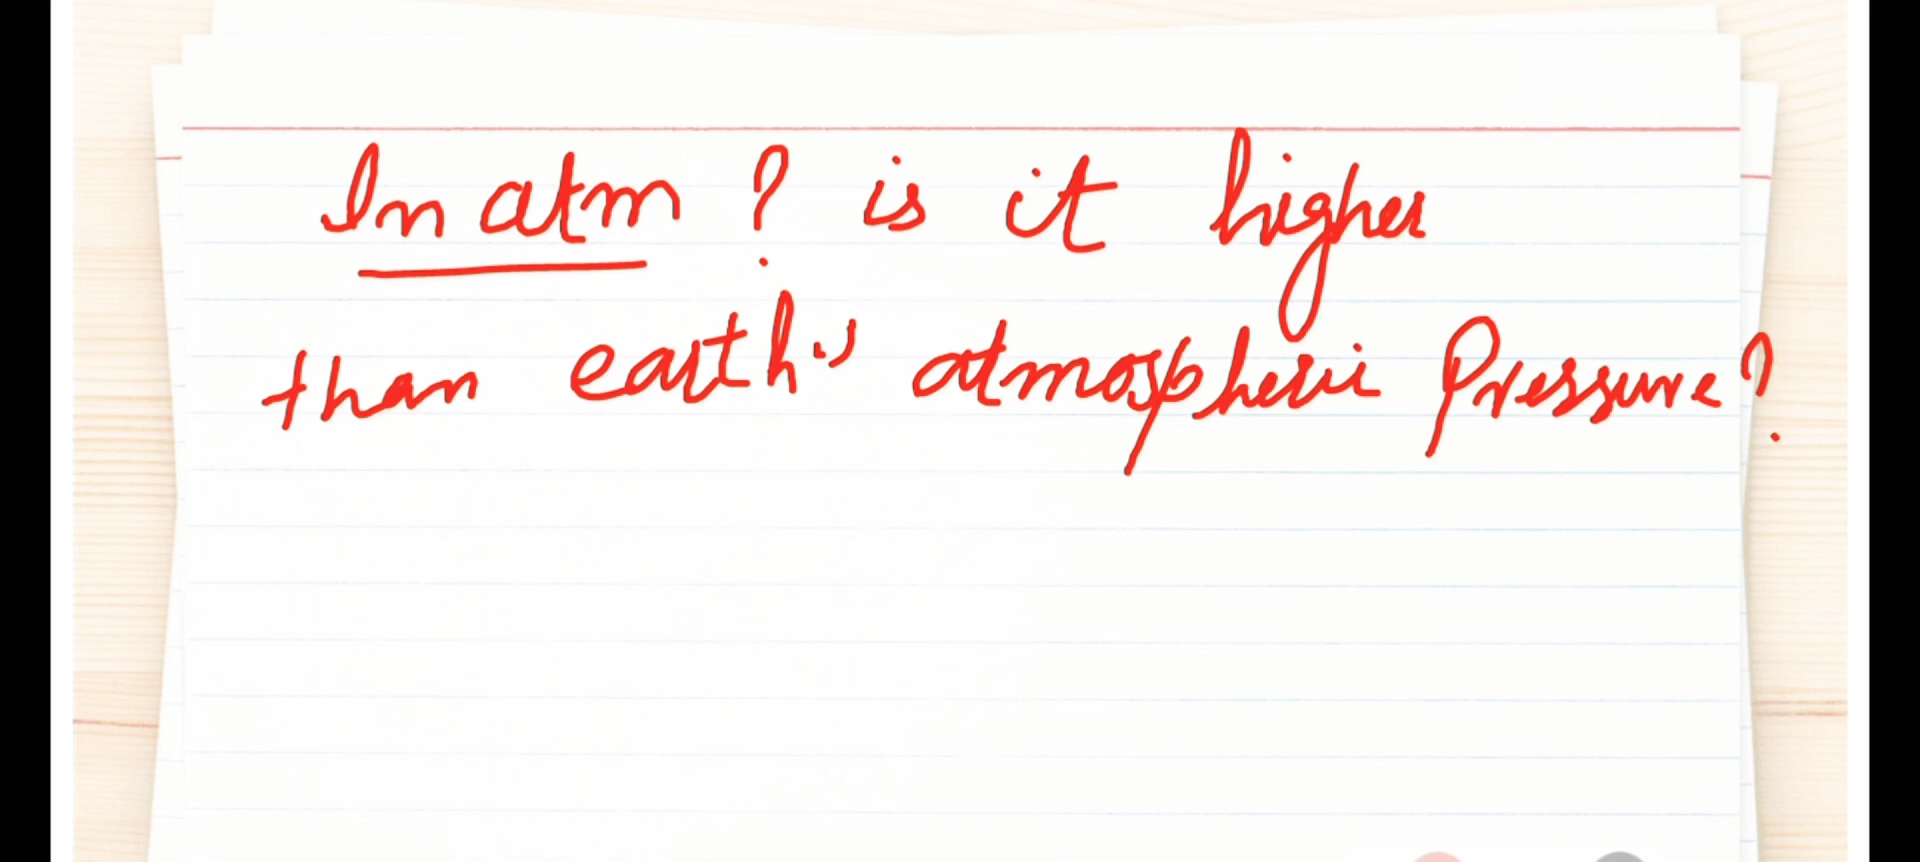 In atm ? is it higher
than earth's atmospheric Pressure ?